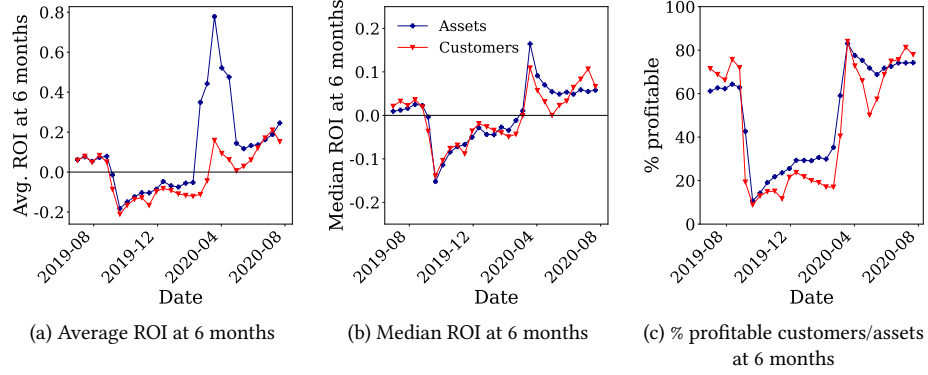 Avg. ROI at 6 months
0.8
0.6
0.4
0.2
0.0
-0.2
2019-08
2019-12
2020-04
2020-08
Date
(a) Average ROI at 6 months
Median ROI at 6 months
0.2
0.1
0.0
-0.1
-0.2
Assets
Customers
2019-08
2019-12
2020-04
2020-08
Date
(b) Median ROI at 6 months
% profitable
100
80
60
40
20
0
2019-08
2019-12
2020-04
2020-08
Date
(c) % profitable customers/assets
at 6 months